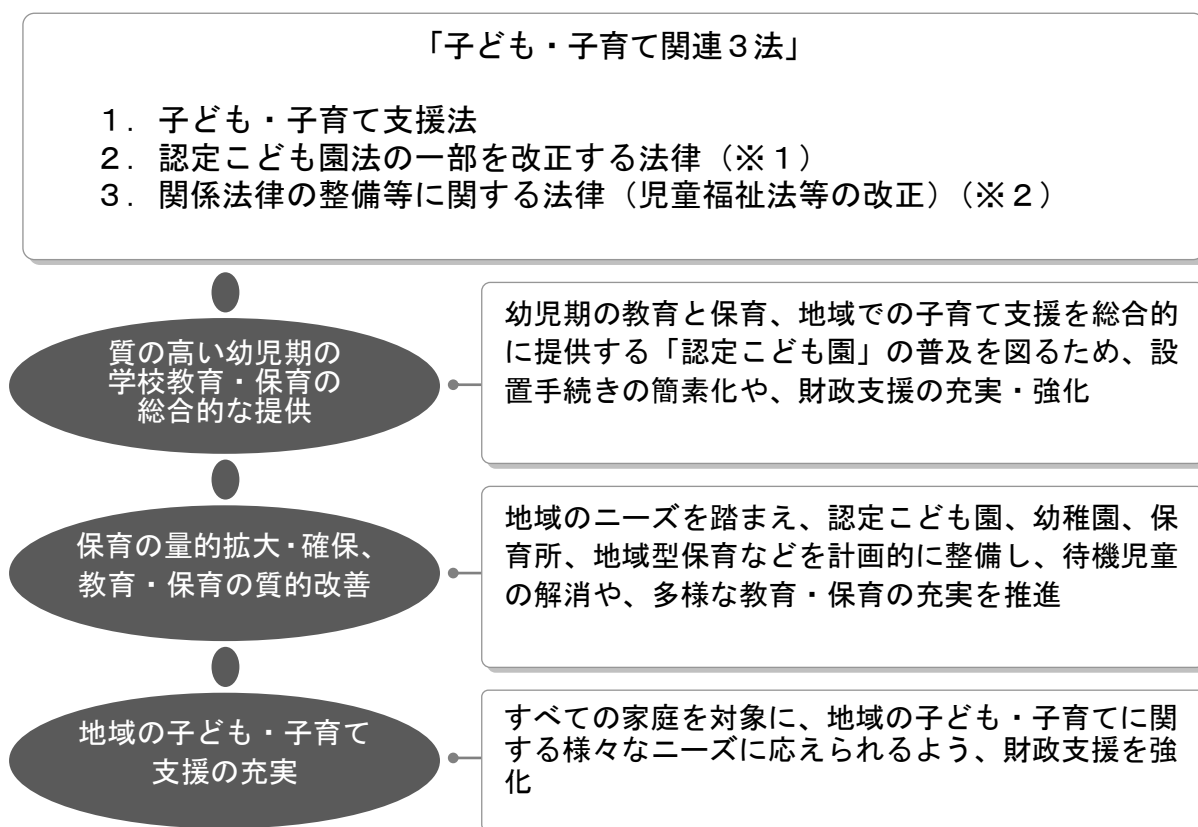 「子ども・子育て関連３法」
１．子ども・子育て支援法
２．認定こども園法の一部を改正する法律（※１）
３．関係法律の整備等に関する法律（児童福祉法等の改正）（※２）
質の高い幼児期の
学校教育・保育の
総合的な提供
幼児期の教育と保育、地域での子育て支援を総合的
に提供する「認定こども園」の普及を図るため、設
置手続きの簡素化や、財政支援の充実・強化
保育の量的拡大・確保、
教育・保育の質的改善
地域のニーズを踏まえ、認定こども園、幼稚園、保
育所、地域型保育などを計画的に整備し、待機児童
の解消や、多様な教育・保育の充実を推進
地域の子ども・子育て
支援の充実
すべての家庭を対象に、地域の子ども・子育てに関
する様々なニーズに応えられるよう、財政支援を強
化